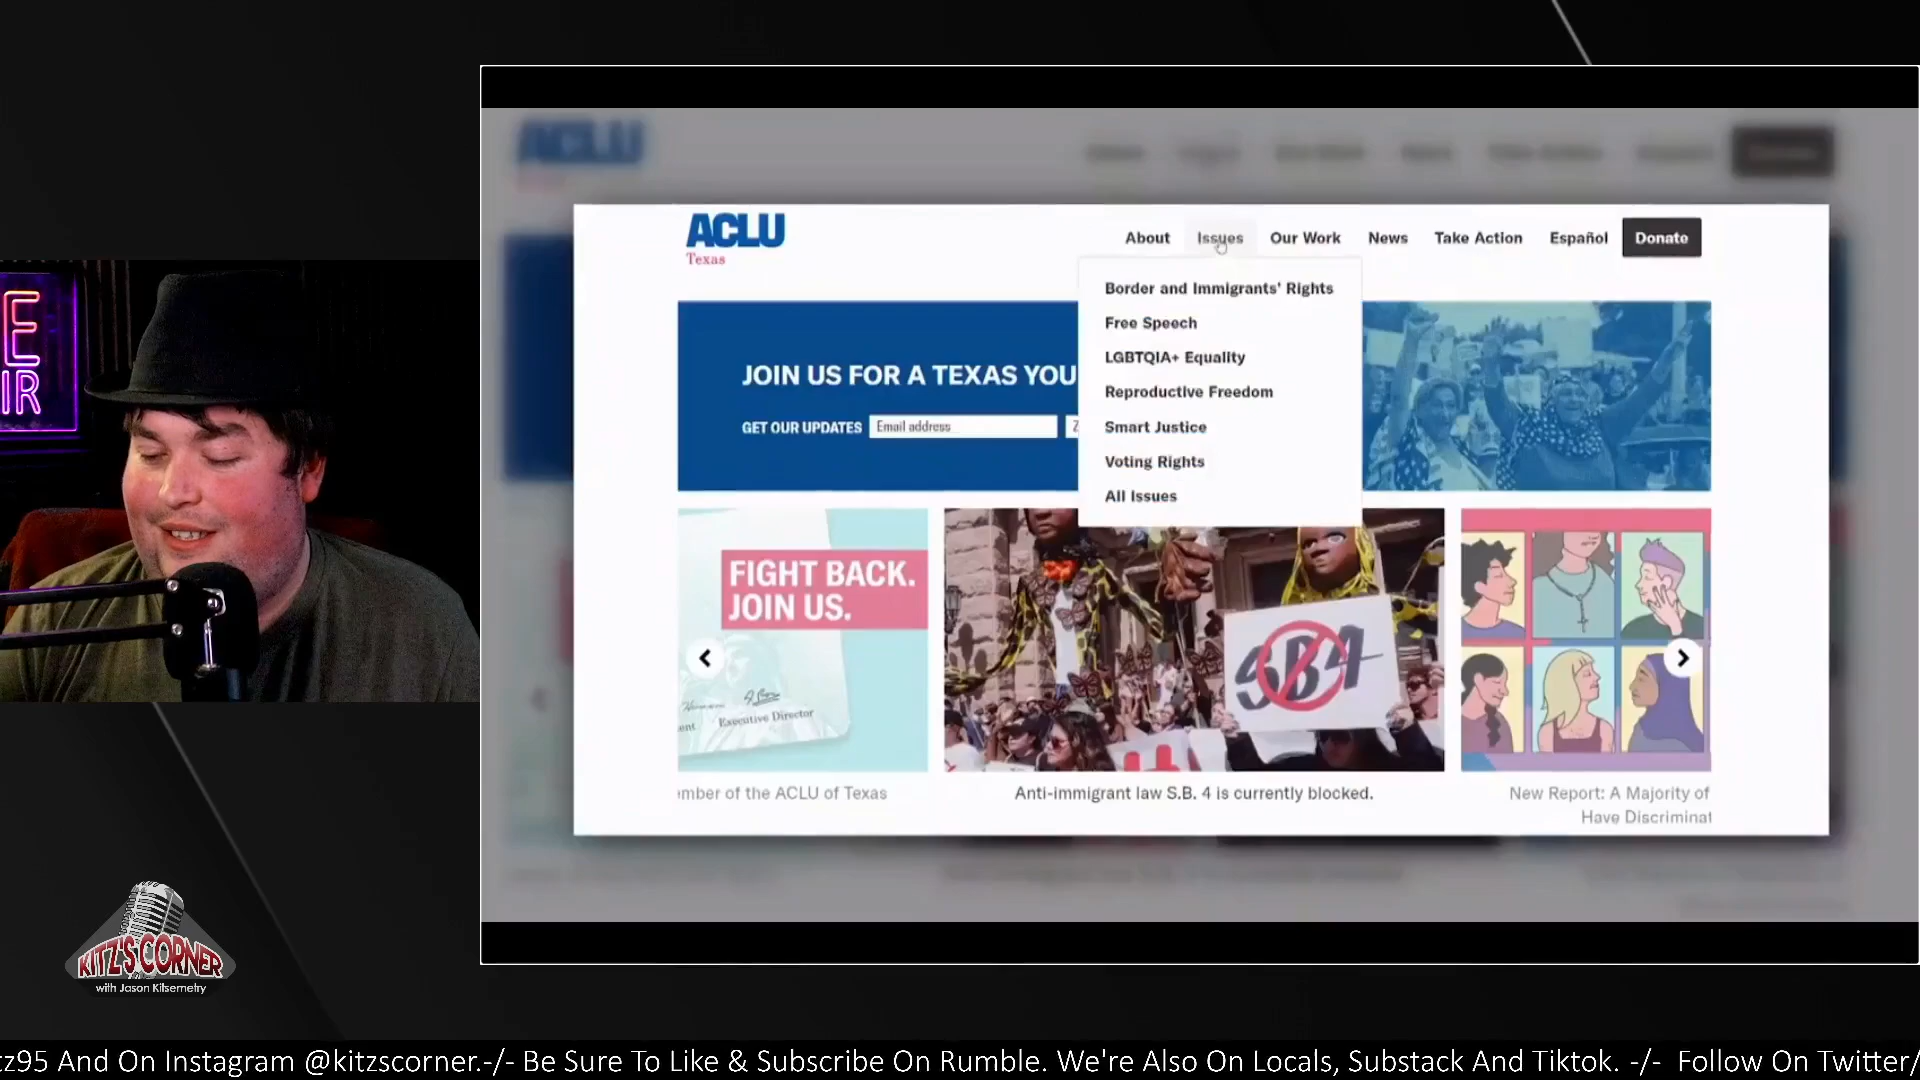 E
IR
ACLU
Texas
About Issues Our Work News Take Action Español Donate
Border and Immigrants' Rights
Free Speech
LGBTQIA+ Equality
Reproductive Freedom
Smart Justice
Voting Rights
All Issues
JOIN US FOR A TEXAS YOU
GET OUR UPDATES Email address Z
FIGHT BACK.
JOIN US.
Executive Director
SB4
mber of the ACLU of Texas
Anti-immigrant law S.B. 4 is currently blocked.
New Report: A Majority of
Have Discriminat
KITZ'S CORNER
with Jason Kitsemetry
tz95 And On Instagram @kitzscorner.-/- Be Sure To Like & Subscribe On Rumble. We're Also On Locals, Substack And Tiktok. -/- Follow On Twitter/